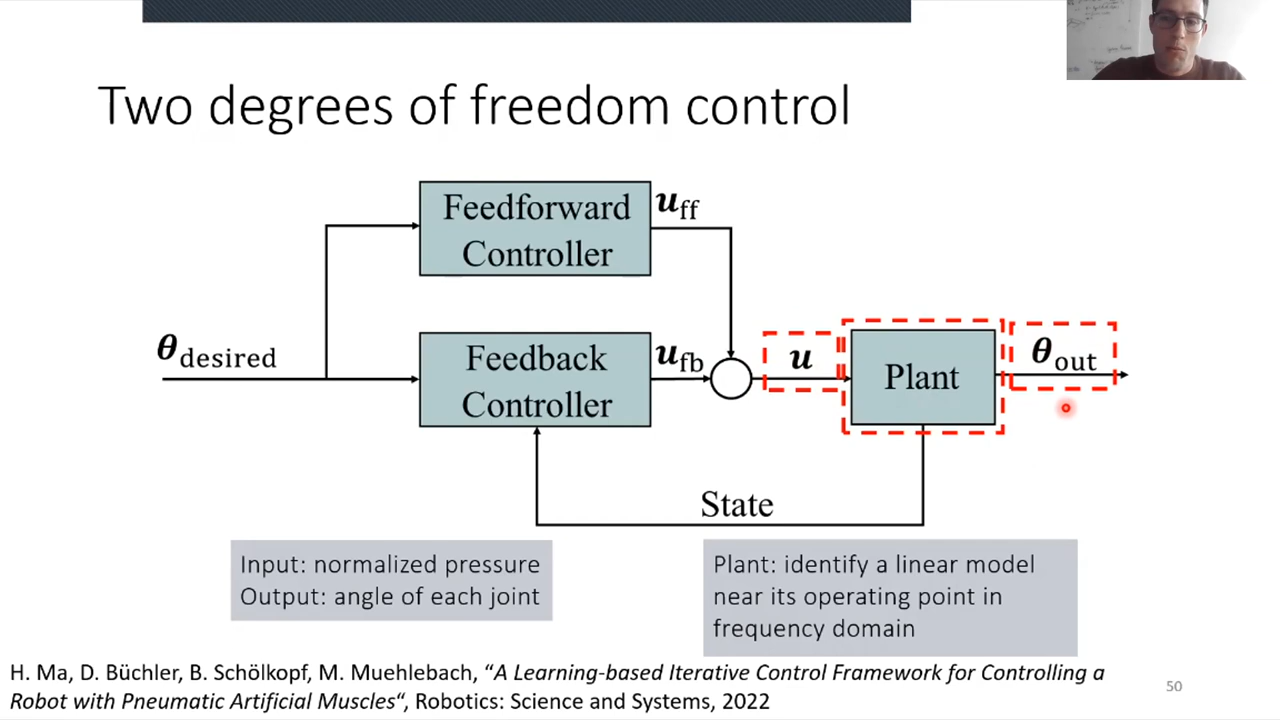 Two degrees of freedom control
Feedforward
Controller
u_ff
θ_desired
Feedback
Controller
u_fb
u
Plant
θ_out
State
Input: normalized pressure
Output: angle of each joint
Plant: identify a linear model
near its operating point in
frequency domain
H. Ma, D. Büchler, B. Schölkopf, M. Muehlebach, “A Learning-based Iterative Control Framework for Controlling a
Robot with Pneumatic Artificial Muscles“, Robotics: Science and Systems, 2022
50